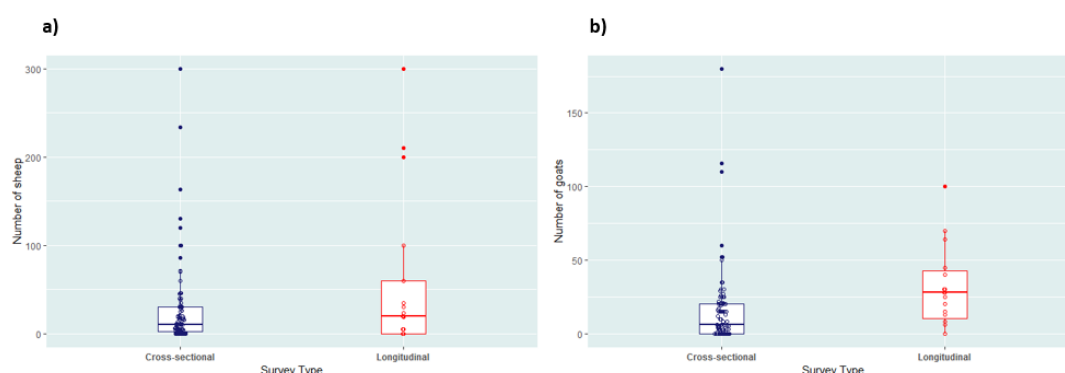 a)
Number of sheep
300
200
100
0
Cross-sectional
Longitudinal
Survey Type
b)
Number of goats
150
100
50
0
Cross-sectional
Longitudinal
Survey Type